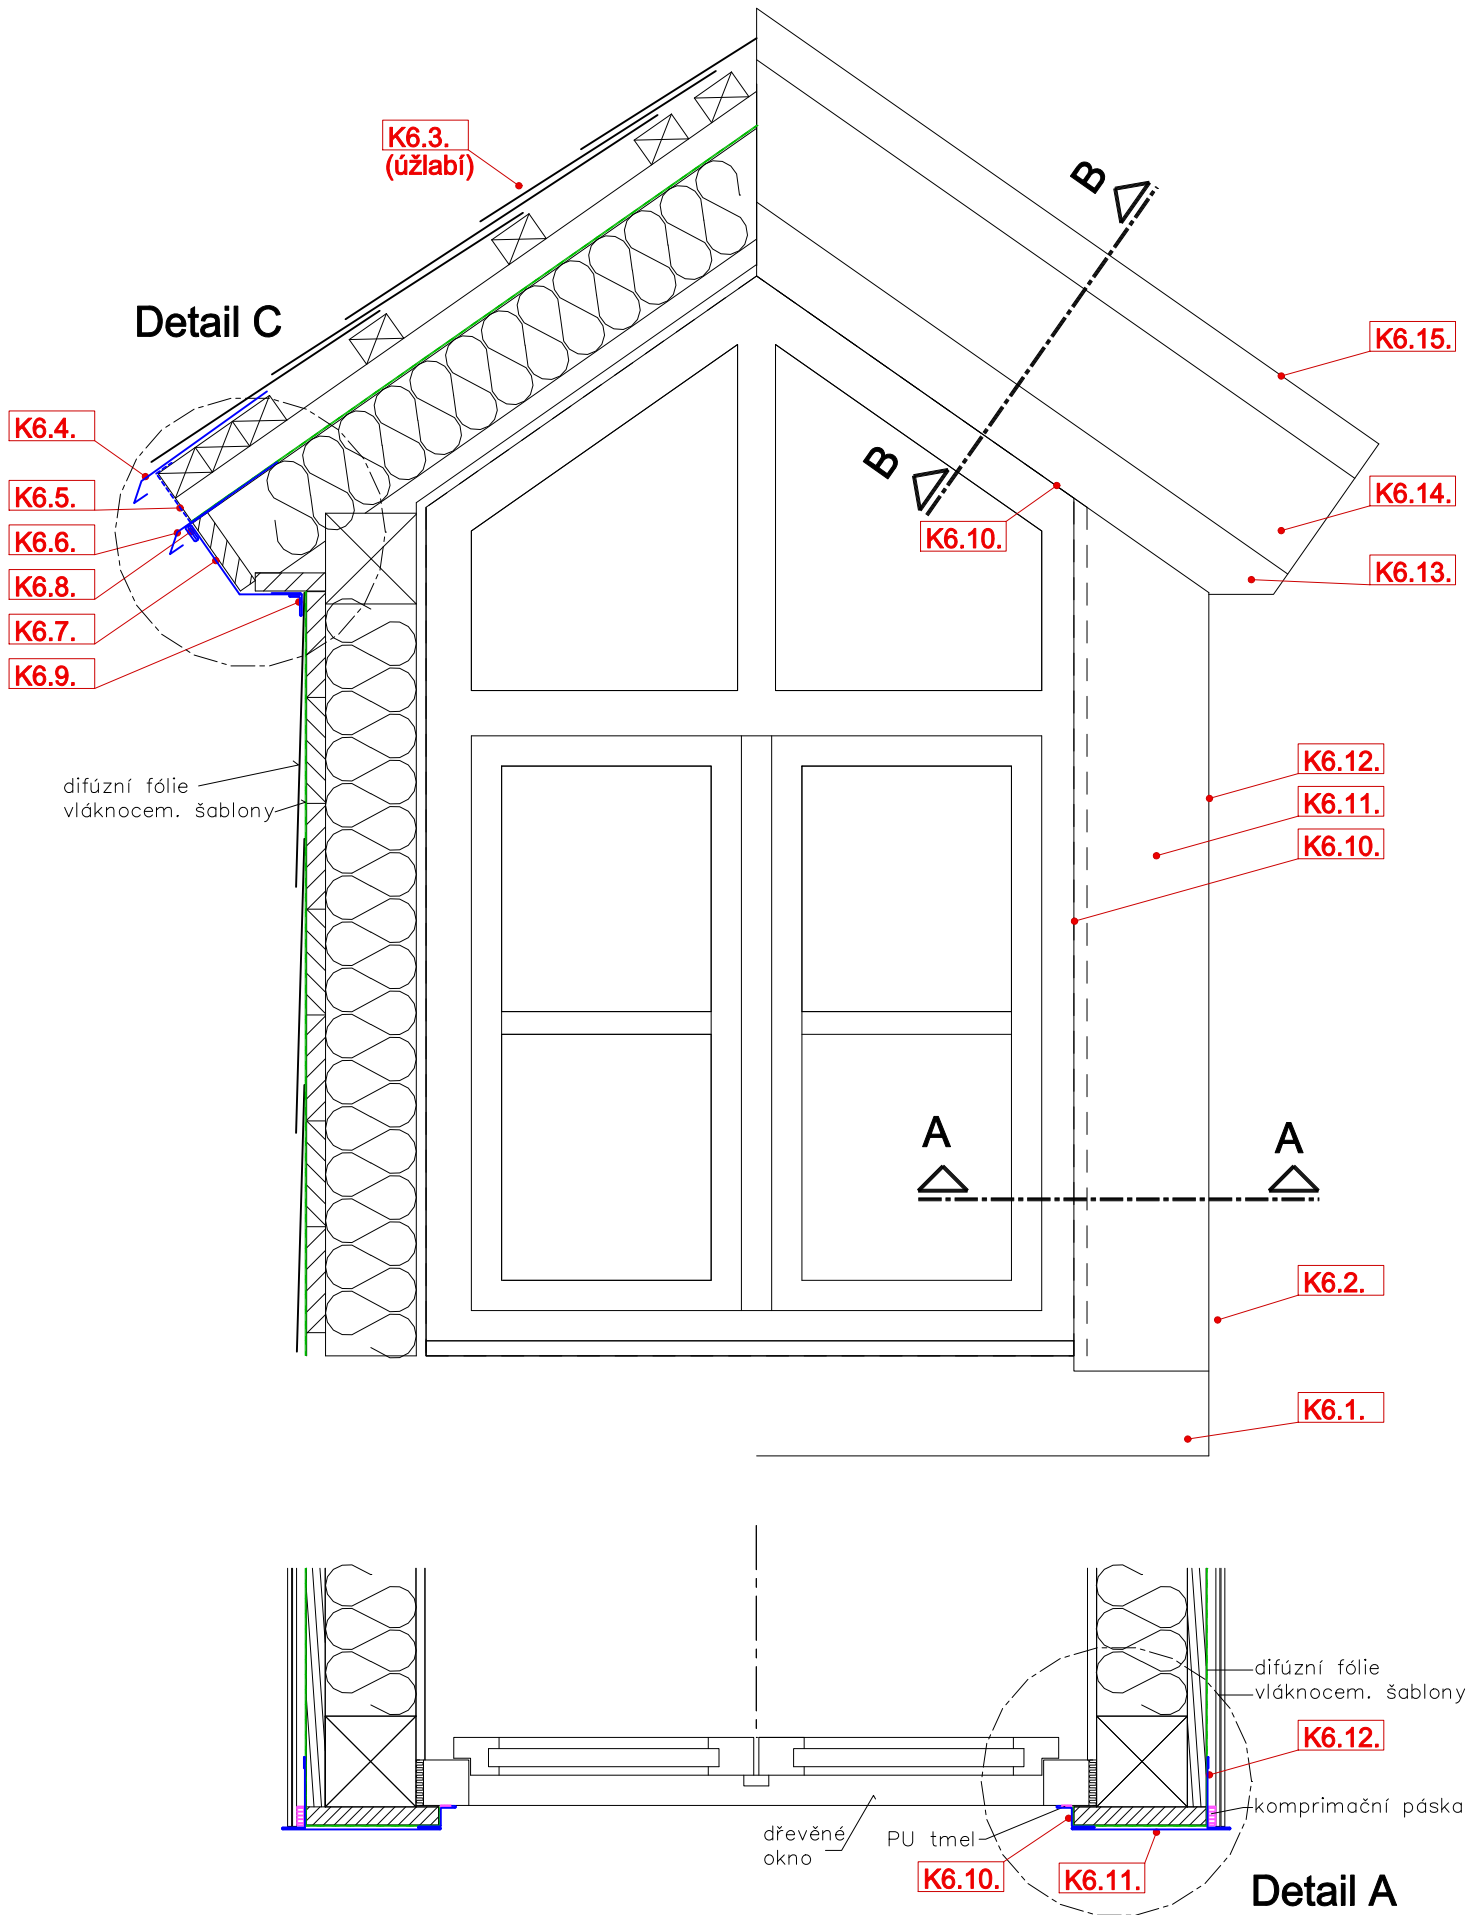 K6.3.
(úžlabí)
B
Detail C
K6.15.
K6.4.
B
K6.5.
K6.14.
K6.6.
K6.10.
K6.8.
K6.13.
K6.7.
K6.9.
difúzní fólie
vláknocem. šablony
K6.12.
K6.11.
K6.10.
A
A
K6.2.
K6.1.
difúzní fólie
vláknocem. šablony
K6.12.
komprimační páska
dřevěné
okno
PU tmel
K6.10.
K6.11.
Detail A